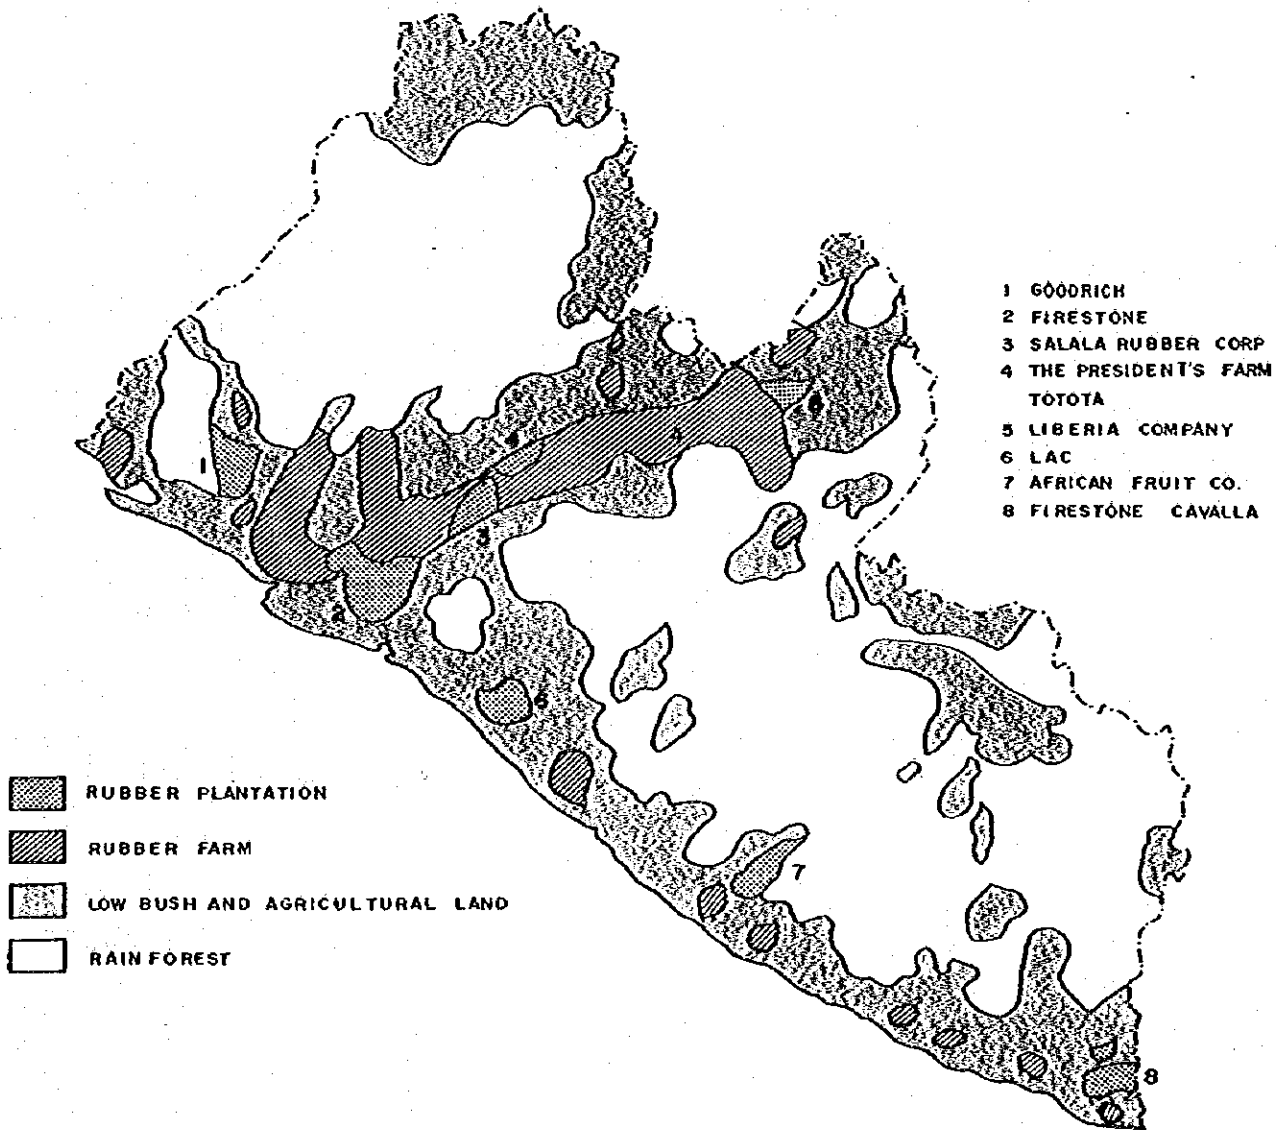 1 GOODRICH
2 FIRESTONE
3 SALALA RUBBER CORP
4 THE PRESIDENT'S FARM
TOTOTA
5 LIBERIA COMPANY
6 LAC
7 AFRICAN FRUIT CO.
8 FIRESTONE CAVALLA
4
1
3
2
7
8
RUBBER PLANTATION
RUBBER FARM
LOW BUSH AND AGRICULTURAL LAND
RAIN FOREST